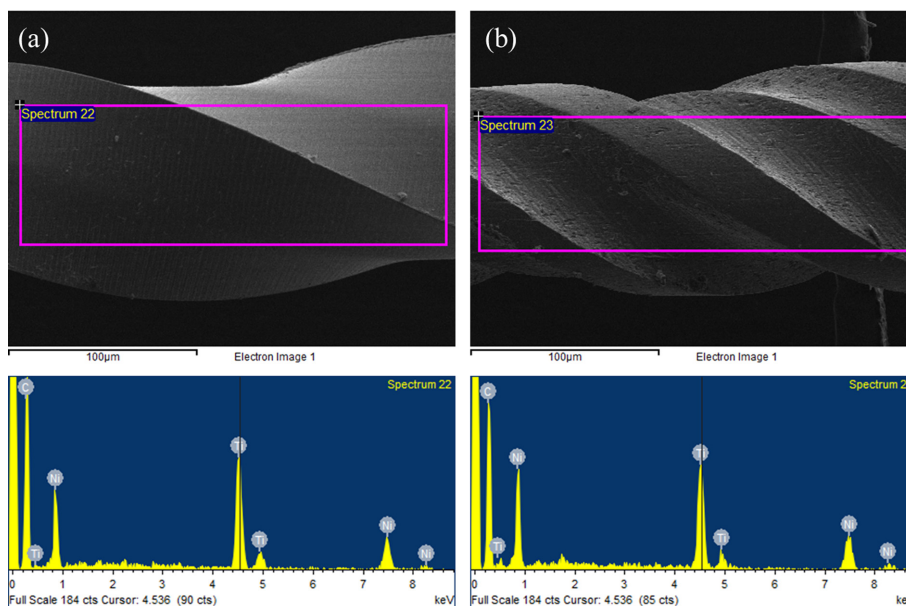 (a)
Spectrum 22
100µm Electron Image 1
Spectrum 22
C
Ti
Ni
Ti
Ti
Ni
Ni
0 1 2 3 4 5 6 7 8
Full Scale 184 cts Cursor: 4.536 (90 cts) keV
(b)
Spectrum 23
100µm Electron Image 1
Spectrum 2
C
Ti
Ni
Ti
Ti
Ni
Ni
0 1 2 3 4 5 6 7 8
Full Scale 184 cts Cursor: 4.536 (85 cts) ke